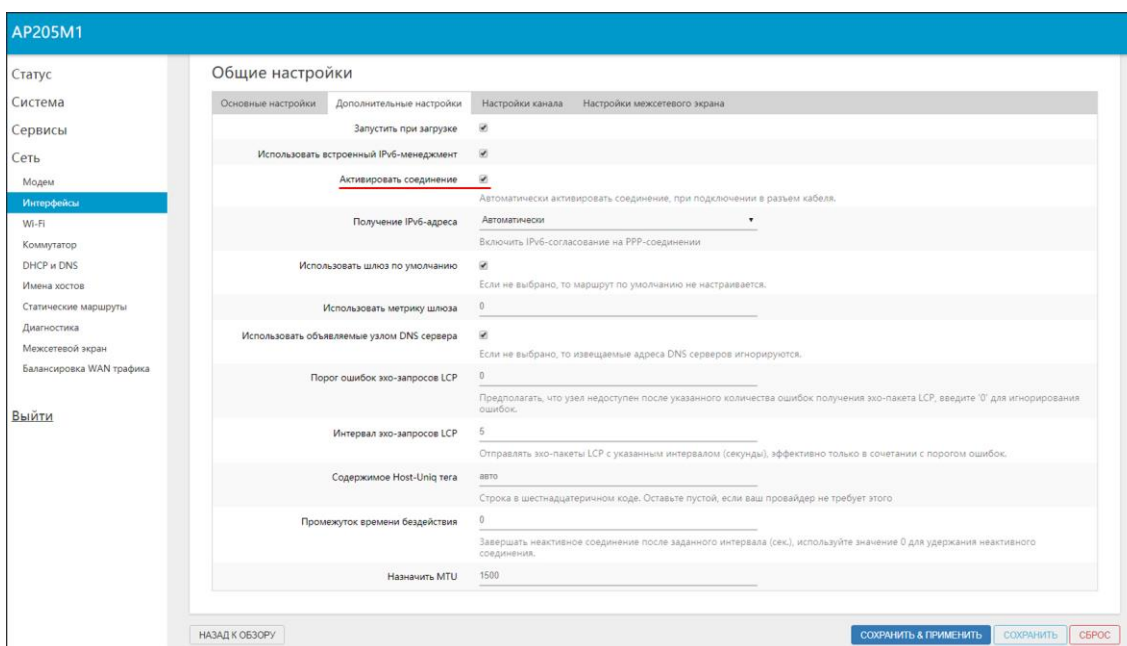 AP205M1
Статус
Система
Сервисы
Сеть
Модем
Интерфейсы
Wi-Fi
Коммутатор
DHCP и DNS
Имена хостов
Статические маршруты
Диагностика
Межсетевой экран
Балансировка WAN трафика
Выйти
Общие настройки
Основные настройки Дополнительные настройки Настройки канала Настройки межсетевого экрана
Запустить при загрузке
Использовать встроенный IPv6-менеджмент
Активировать соединение
Автоматически активировать соединение, при подключении в разъем кабеля.
Получение IPv6-адреса Автоматически
Включить IPv6-согласование на PPP-соединении
Использовать шлюз по умолчанию
Если не выбрано, то маршрут по умолчанию не настраивается.
Использовать метрику шлюза 0
Использовать объявляемые узлом DNS сервера
Если не выбрано, то извещаемые адреса DNS серверов игнорируются.
Порог ошибок эхо-запросов LCP 0
Предполагать, что узел недоступен после указанного количества ошибок получения эхо-пакета LCP, введите '0' для игнорирования
ошибок.
Интервал эхо-запросов LCP 5
Отправлять эхо-пакеты LCP с указанным интервалом (секунды), эффективно только в сочетании с порогом ошибок.
Содержимое Host-Uniq тега авто
Строка в шестнадцатеричном коде. Оставьте пустой, если ваш провайдер не требует этого
Промежуток времени бездействия 0
Завершать неактивное соединение после заданного интервала (сек.), используйте значение 0 для удержания неактивного
соединения.
Назначить MTU 1500
НАЗАД К ОБЗОРУ СОХРАНИТЬ & ПРИМЕНИТЬ СОХРАНИТЬ СБРОС